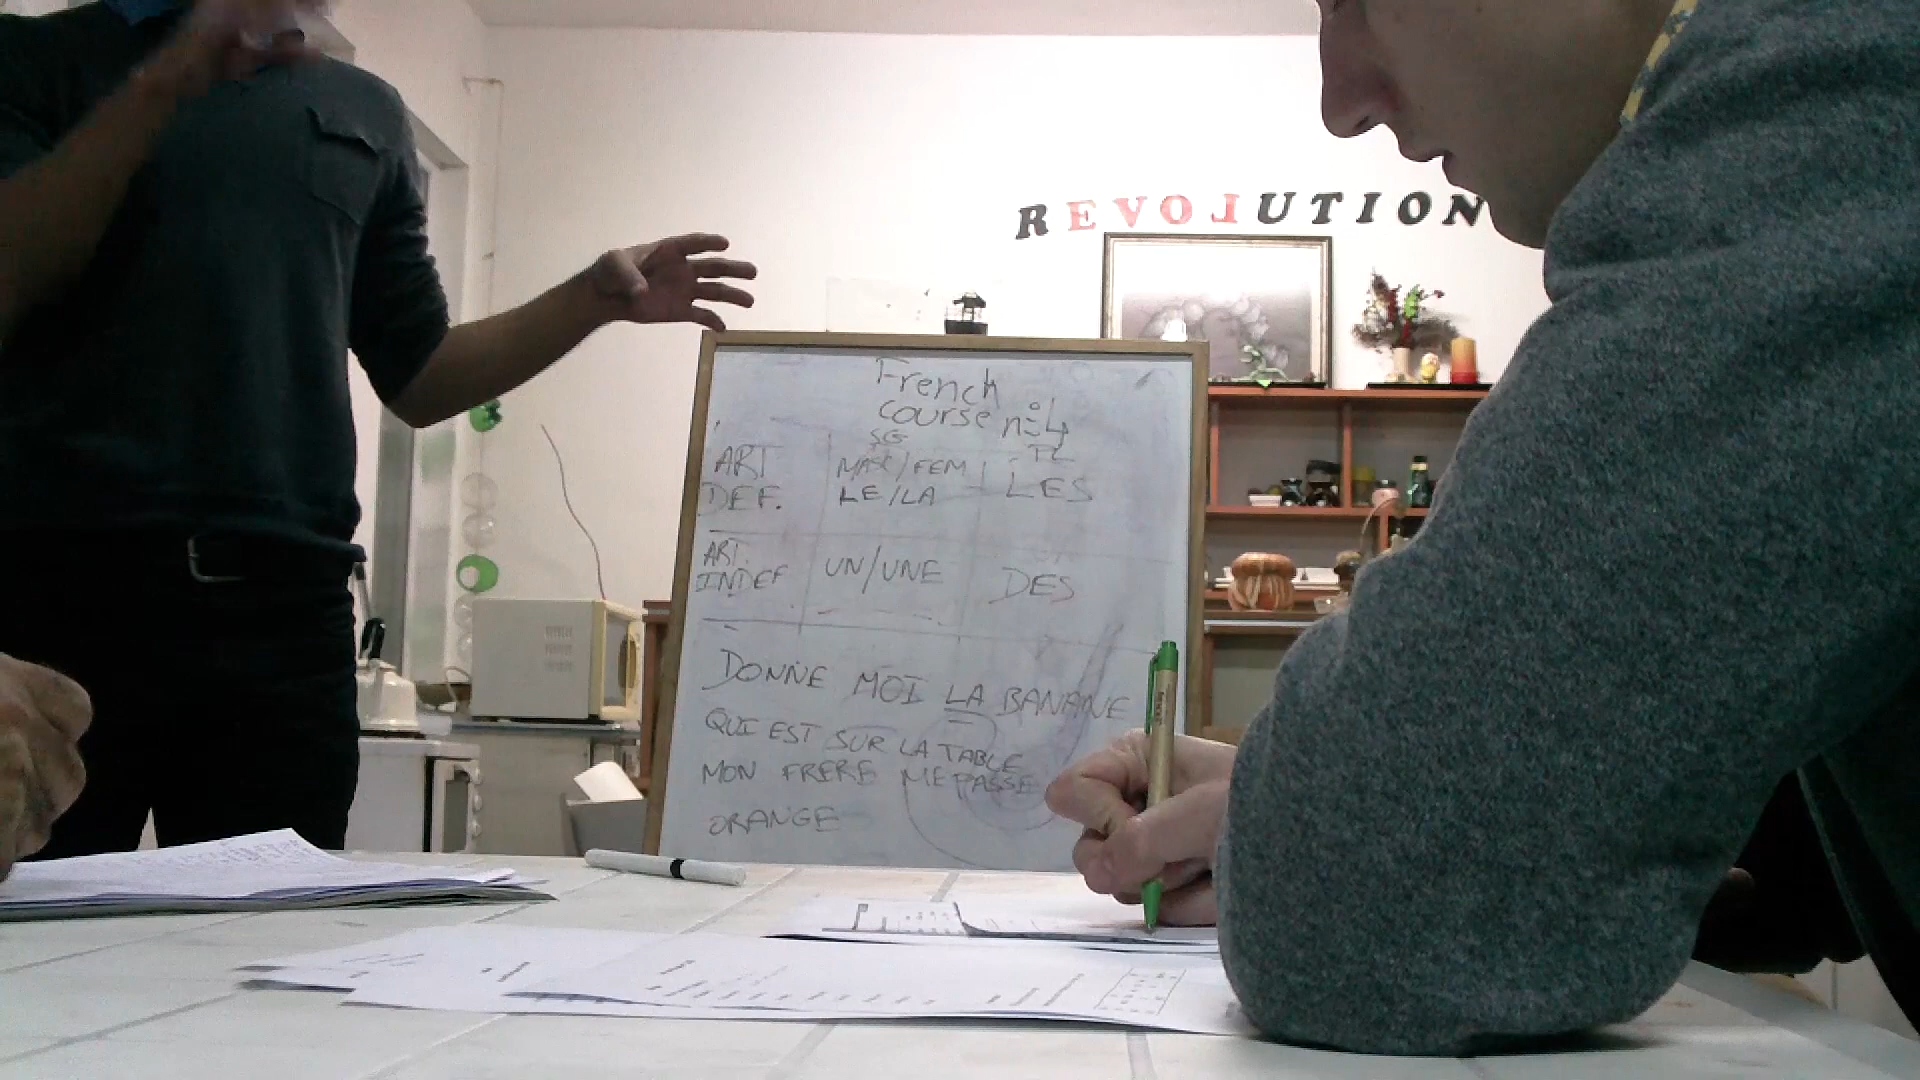 REVOLUTION
French
course n°4
SG PL
ART MASC/FEM LES
DEF. LE/LA
ART. UN/UNE DES
INDEF
DONNE MOI LA BANANE
QUI EST SUR LA TABLE
MON FRERE ME PASSE
ORANGE